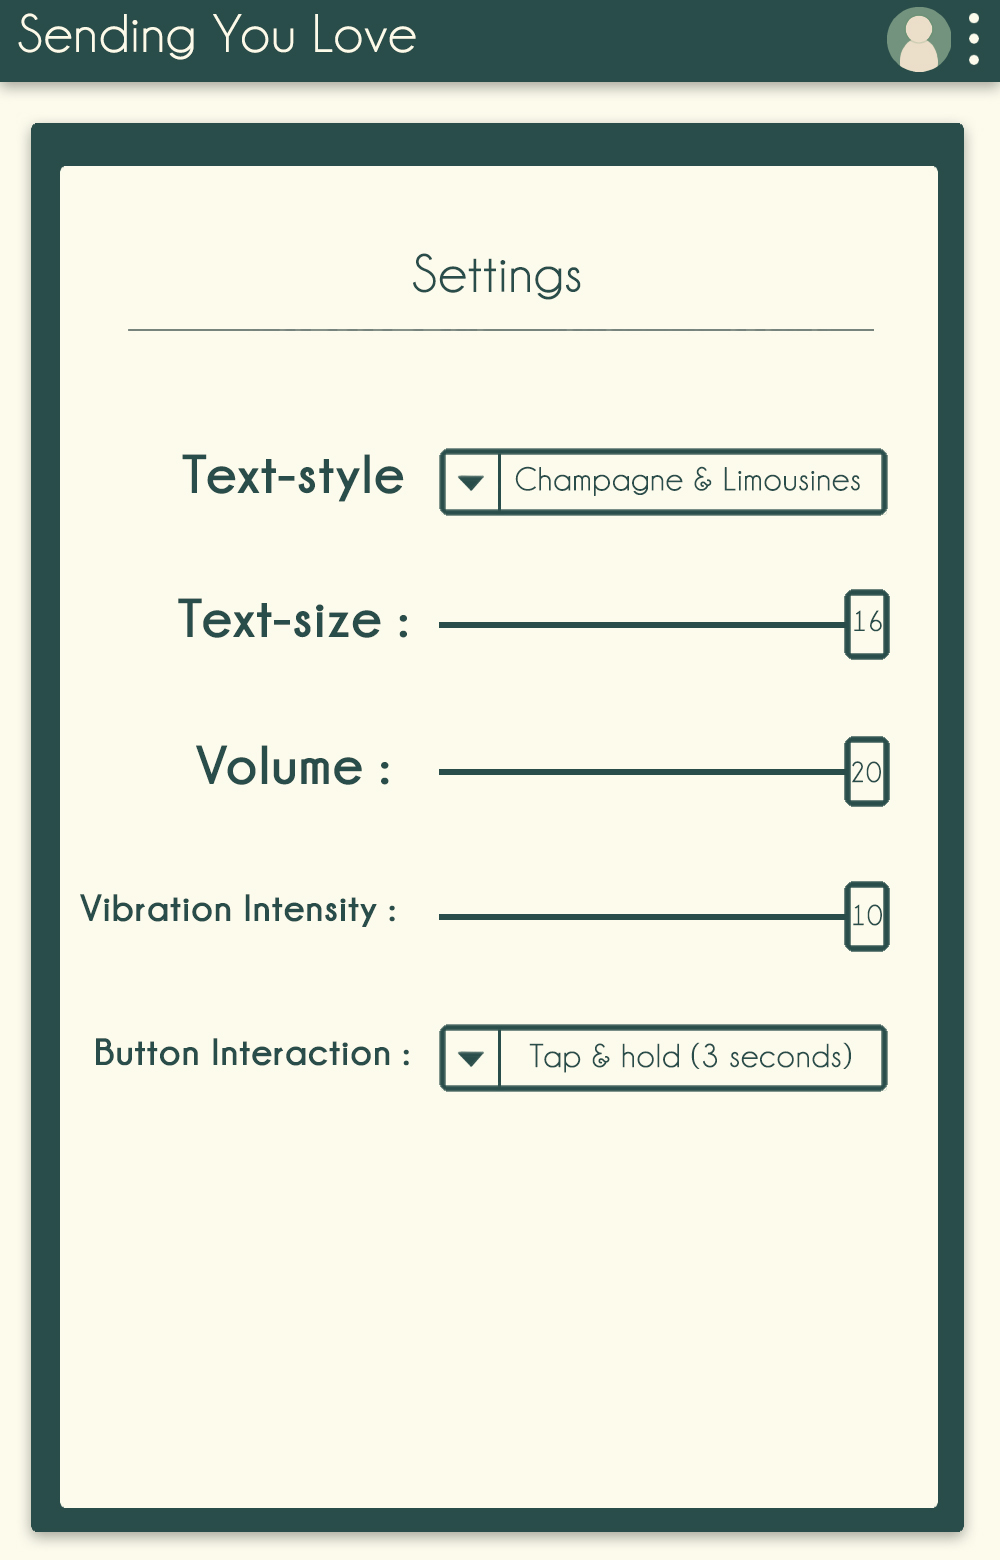 Sending You Love
Settings
Text-style
Champagne & Limousines
Text-size :
16
Volume :
20
Vibration Intensity :
10
Button Interaction :
Tap & hold (3 seconds)